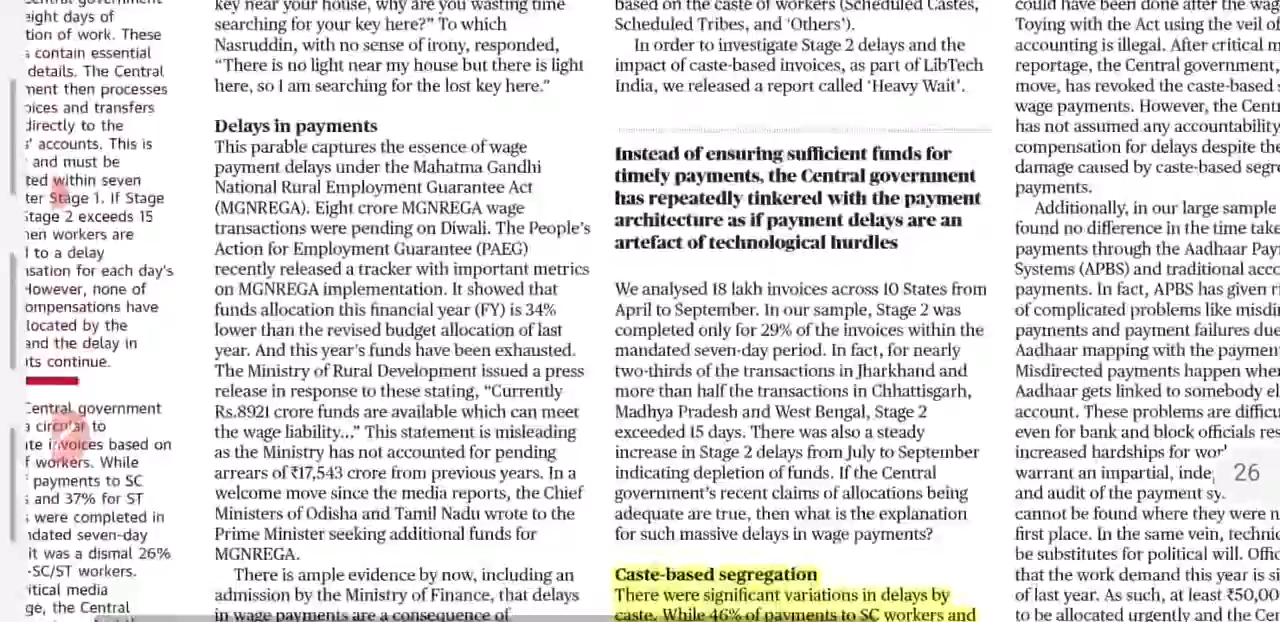 eight days of
tion of work. These
contain essential
details. The Central
ment then processes
oices and transfers
directly to the
accounts. This is
and must be
ted within seven
ter Stage 1. If Stage
Stage 2 exceeds 15
en workers are
to a delay
nsation for each day's
However, none of
ompensations have
located by the
and the delay in
nts continue.
Central government
a circular to
ate invoices based on
f workers. While
payments to SC
and 37% for ST
were completed in
ndated seven-day
it was a dismal 26%
-SC/ST workers.
itical media
ge, the Central
key near your house, why are you wasting time
searching for your key here?" To which
Nasruddin, with no sense of irony, responded,
"There is no light near my house but there is light
here, so I am searching for the lost key here."
Delays in payments
This parable captures the essence of wage
payment delays under the Mahatma Gandhi
National Rural Employment Guarantee Act
(MGNREGA). Eight crore MGNREGA wage
transactions were pending on Diwali. The People's
Action for Employment Guarantee (PAEG)
recently released a tracker with important metrics
on MGNREGA implementation. It showed that
funds allocation this financial year (FY) is 34%
lower than the revised budget allocation of last
year. And this year's funds have been exhausted.
The Ministry of Rural Development issued a press
release in response to these stating, "Currently
Rs.8921 crore funds are available which can meet
the wage liability..." This statement is misleading
as the Ministry has not accounted for pending
arrears of ₹17,543 crore from previous years. In a
welcome move since the media reports, the Chief
Ministers of Odisha and Tamil Nadu wrote to the
Prime Minister seeking additional funds for
MGNREGA.
There is ample evidence by now, including an
admission by the Ministry of Finance, that delays
in wage payments are a consequence of
based on the caste of workers (Scheduled Castes,
Scheduled Tribes, and 'Others').
In order to investigate Stage 2 delays and the
impact of caste-based invoices, as part of LibTech
India, we released a report called 'Heavy Wait'.
Instead of ensuring sufficient funds for
timely payments, the Central government
has repeatedly tinkered with the payment
architecture as if payment delays are an
artefact of technological hurdles
We analysed 18 lakh invoices across 10 States from
April to September. In our sample, Stage 2 was
completed only for 29% of the invoices within the
mandated seven-day period. In fact, for nearly
two-thirds of the transactions in Jharkhand and
more than half the transactions in Chhattisgarh,
Madhya Pradesh and West Bengal, Stage 2
exceeded 15 days. There was also a steady
increase in Stage 2 delays from July to September
indicating depletion of funds. If the Central
government's recent claims of allocations being
adequate are true, then what is the explanation
for such massive delays in wage payments?
Caste-based segregation
There were significant variations in delays by
caste. While 46% of payments to SC workers and
could have been done after the wag
Toying with the Act using the veil of
accounting is illegal. After critical m
reportage, the Central government,
move, has revoked the caste-based
wage payments. However, the Centr
has not assumed any accountability
compensation for delays despite the
damage caused by caste-based segre
payments.
Additionally, in our large sample
found no difference in the time take
payments through the Aadhaar Pay
Systems (APBS) and traditional acco
payments. In fact, APBS has given ri
of complicated problems like misdi
payments and payment failures due
Aadhaar mapping with the paymen
Misdirected payments happen when
Aadhaar gets linked to somebody el
account. These problems are difficu
even for bank and block officials res
increased hardships for wor
warrant an impartial, inde
and audit of the payment sy
cannot be found where they were n
first place. In the same vein, technic
be substitutes for political will. Offic
that the work demand this year is si
of last year. As such, at least ₹50,00
to be allocated urgently and the Cen
26